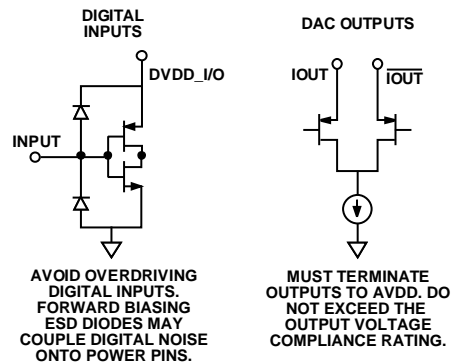 DIGITAL
INPUTS
DVDD_I/O
INPUT
AVOID OVERDRIVING
DIGITAL INPUTS.
FORWARD BIASING
ESD DIODES MAY
COUPLE DIGITAL NOISE
ONTO POWER PINS.
DAC OUTPUTS
IOUT
IOUT
MUST TERMINATE
OUTPUTS TO AVDD. DO
NOT EXCEED THE
OUTPUT VOLTAGE
COMPLIANCE RATING.